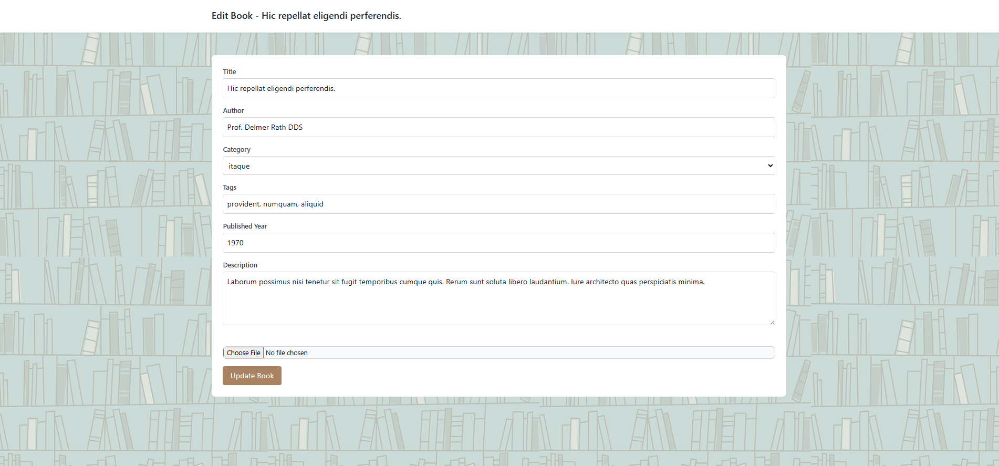 Edit Book - Hic repellat eligendi perferendis.
Title
Hic repellat eligendi perferendis.
Author
Prof. Delmer Rath DDS
Category
itaque
Tags
provident, numquam, aliquid
Published Year
1970
Description
Laborum possimus nisi tenetur sit fugit temporibus cumque quis. Rerum sunt soluta libero laudantium. Iure architecto quas perspiciatis minima.
Choose File No file chosen
Update Book